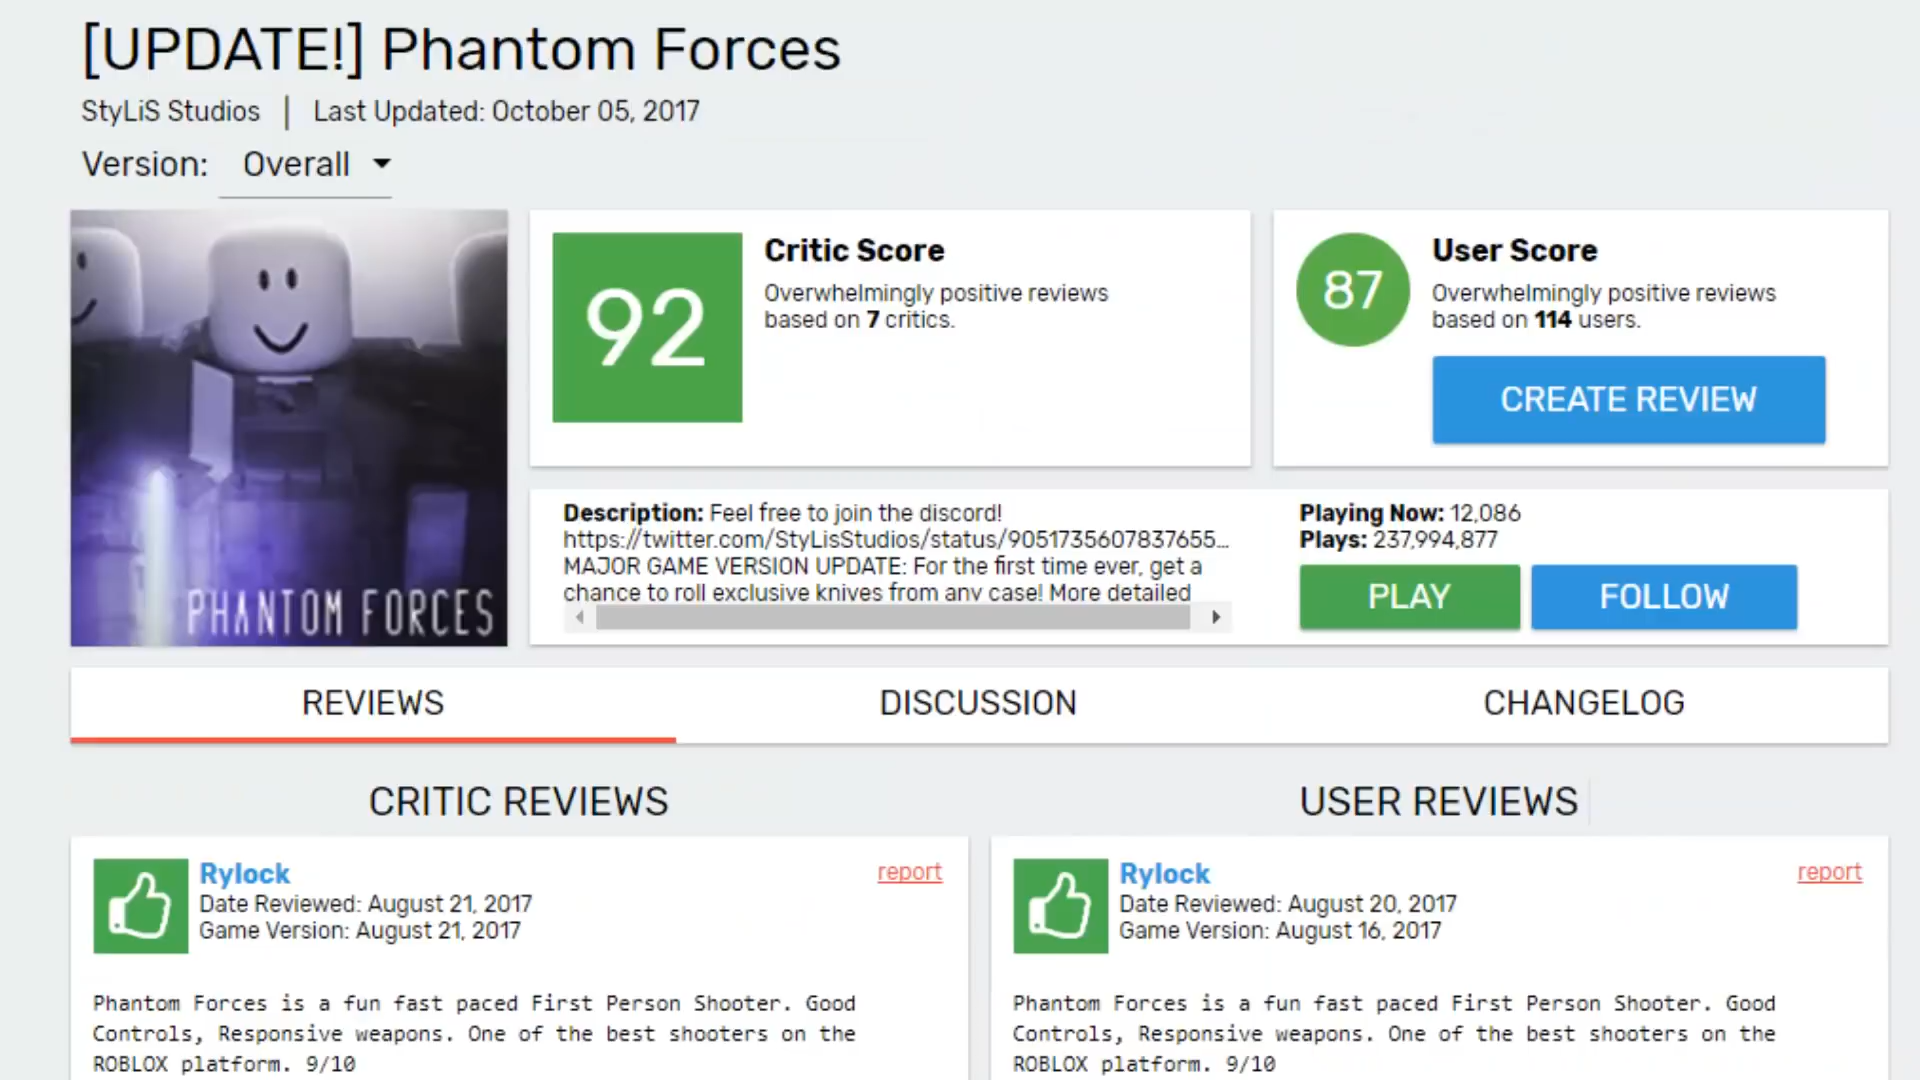 [UPDATE!] Phantom Forces
StyLiS Studios | Last Updated: October 05, 2017
Version: Overall
PHANTOM FORCES
92
Critic Score
Overwhelmingly positive reviews
based on 7 critics.
87
User Score
Overwhelmingly positive reviews
based on 114 users.
CREATE REVIEW
Description: Feel free to join the discord!
https://twitter.com/StyLisStudios/status/9051735607837655...
MAJOR GAME VERSION UPDATE: For the first time ever, get a
chance to roll exclusive knives from any case! More detailed
Playing Now: 12,086
Plays: 237,994,877
PLAY
FOLLOW
REVIEWS
DISCUSSION
CHANGELOG
CRITIC REVIEWS
Rylock
report
Date Reviewed: August 21, 2017
Game Version: August 21, 2017
Phantom Forces is a fun fast paced First Person Shooter. Good
Controls, Responsive weapons. One of the best shooters on the
ROBLOX platform. 9/10
USER REVIEWS
Rylock
report
Date Reviewed: August 20, 2017
Game Version: August 16, 2017
Phantom Forces is a fun fast paced First Person Shooter. Good
Controls, Responsive weapons. One of the best shooters on the
ROBLOX platform. 9/10